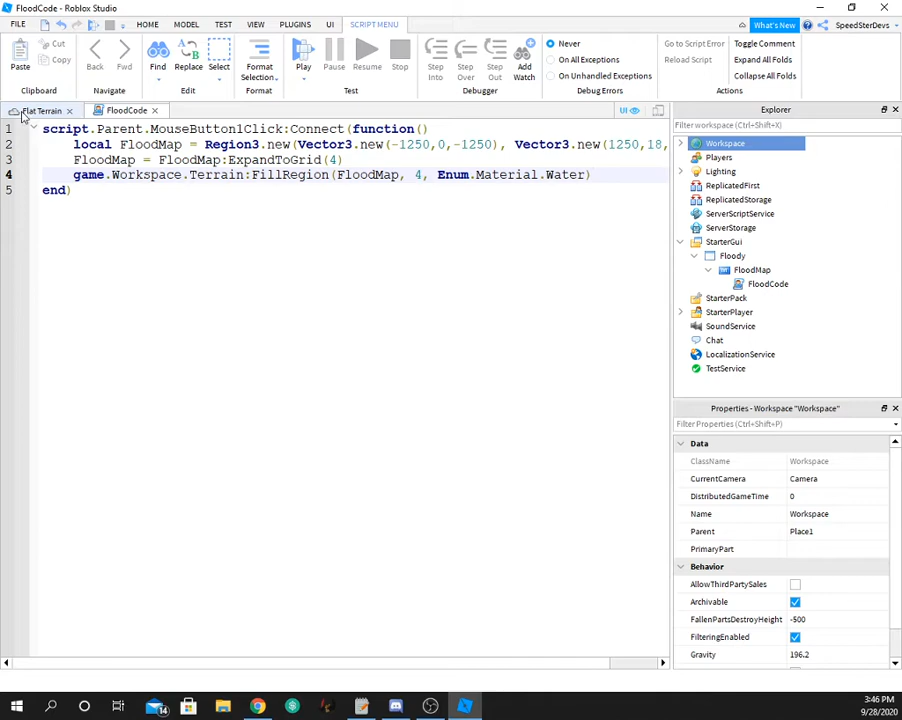 FloodCode - Roblox Studio
FILE HOME MODEL TEST VIEW PLUGINS UI SCRIPT MENU What's New SpeedSterDevs
Paste Cut Copy Back Fwd Find Replace Select Format Selection Play Pause Resume Stop Step Into Step Over Step Out Add Watch
Never
On All Exceptions
On Unhandled Exceptions
Go to Script Error
Reload Script
Toggle Comment
Expand All Folds
Collapse All Folds
Clipboard Navigate Edit Format Test Debugger Debug Errors Actions
Flat Terrain FloodCode UI
1 script.Parent.MouseButton1Click:Connect(function()
2 local FloodMap = Region3.new(Vector3.new(-1250,0,-1250), Vector3.new(1250,18,
3 FloodMap = FloodMap:ExpandToGrid(4)
4 game.Workspace.Terrain:FillRegion(FloodMap, 4, Enum.Material.Water)
5 end)
Explorer
Filter workspace (Ctrl+Shift+X)
Workspace
Players
Lighting
ReplicatedFirst
ReplicatedStorage
ServerScriptService
ServerStorage
StarterGui
Floody
FloodMap
FloodCode
StarterPack
StarterPlayer
SoundService
Chat
LocalizationService
TestService
Properties - Workspace "Workspace"
Filter Properties (Ctrl+Shift+P)
Data
ClassName Workspace
CurrentCamera Camera
DistributedGameTime 0
Name Workspace
Parent Place1
PrimaryPart
Behavior
AllowThirdPartySales
Archivable
FallenPartsDestroyHeight -500
FilteringEnabled
Gravity 196.2
14
3:46 PM
9/28/2020